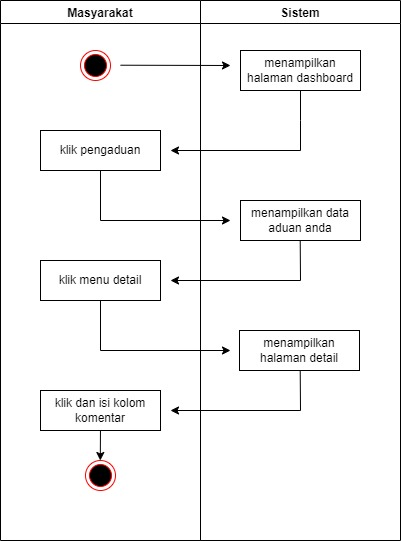 Masyarakat
Sistem
menampilkan
halaman dashboard
klik pengaduan
menampilkan data
aduan anda
klik menu detail
menampilkan
halaman detail
klik dan isi kolom
komentar